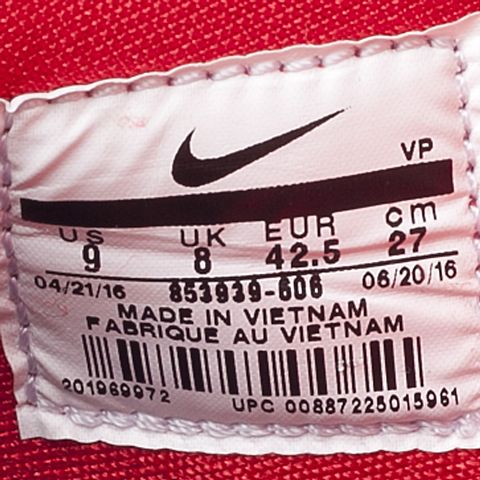 VP
US UK EUR cm
9 8 42.5 27
04/21/16 853939-606 06/20/16
MADE IN VIETNAM
FABRIQUE AU VIETNAM
201969972
UPC 00887225015961